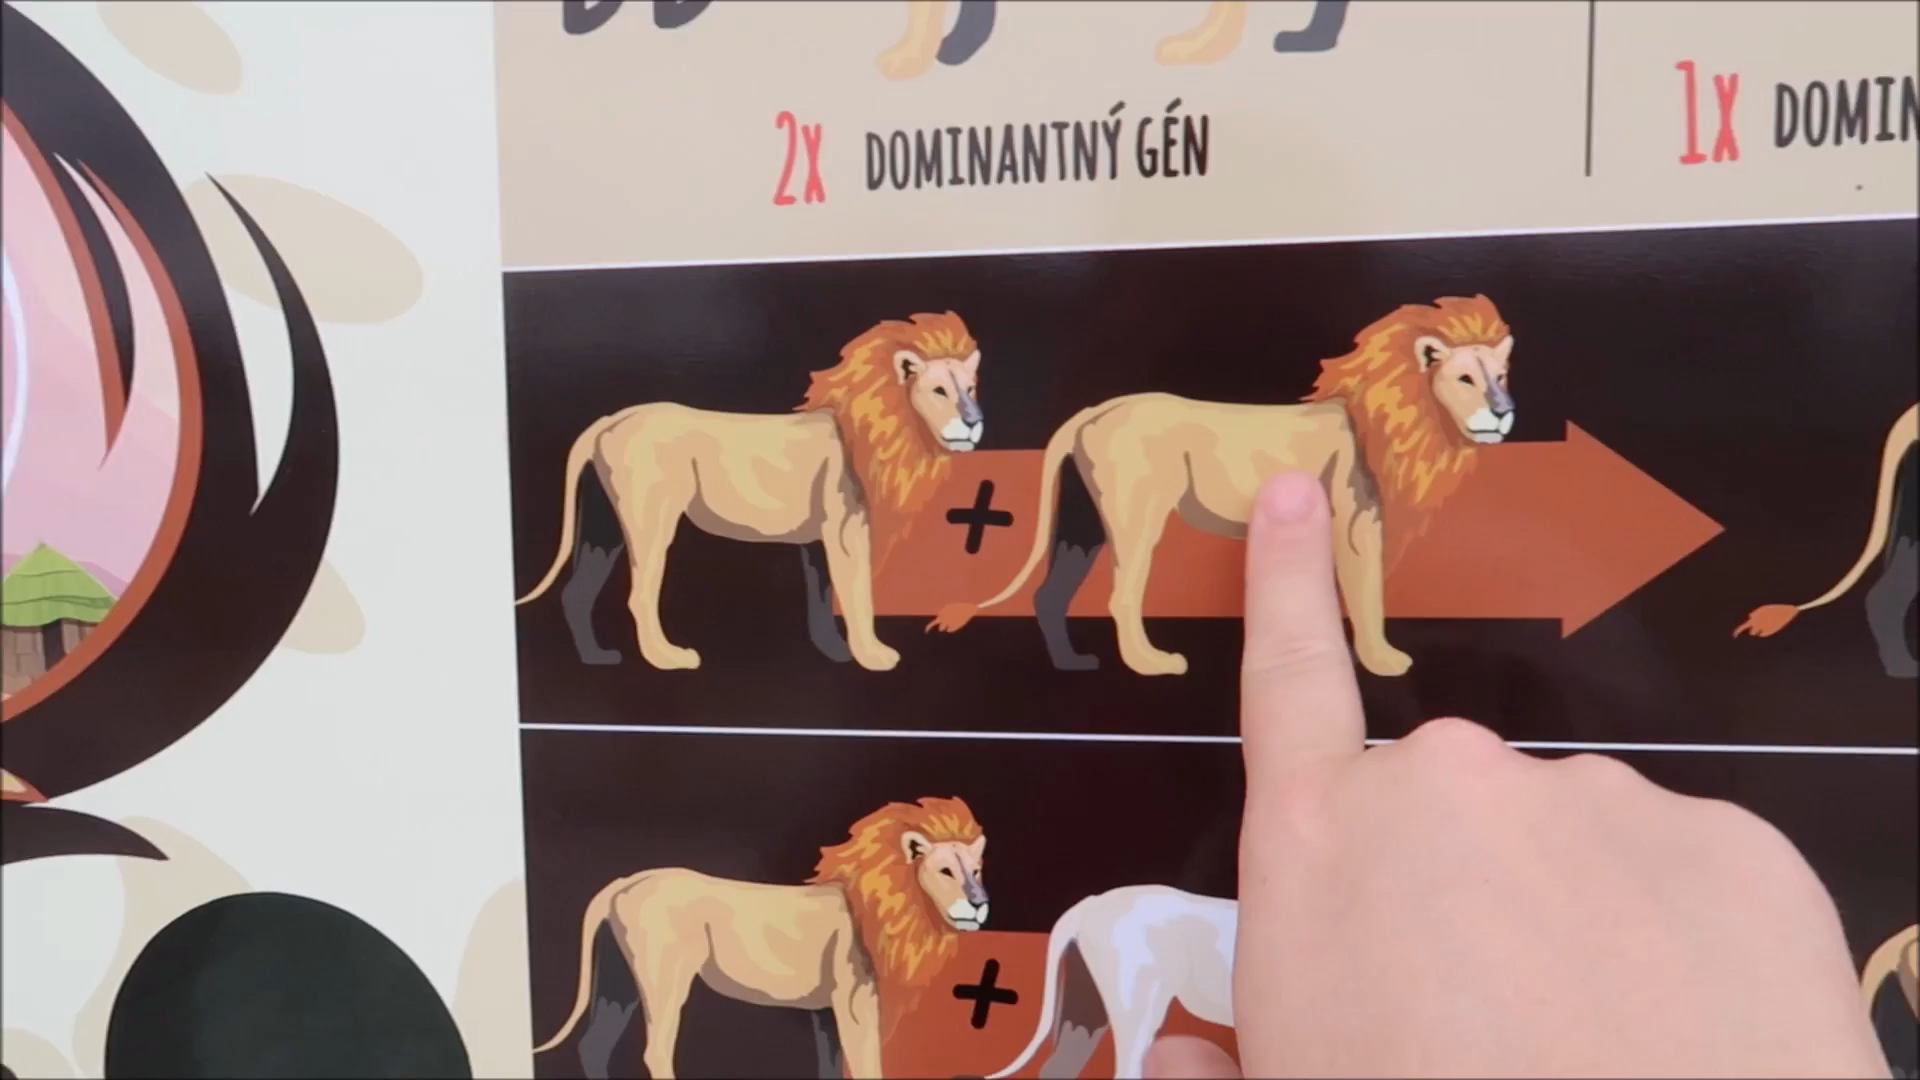 2X DOMINANTNÝ GÉN
1X
+
+